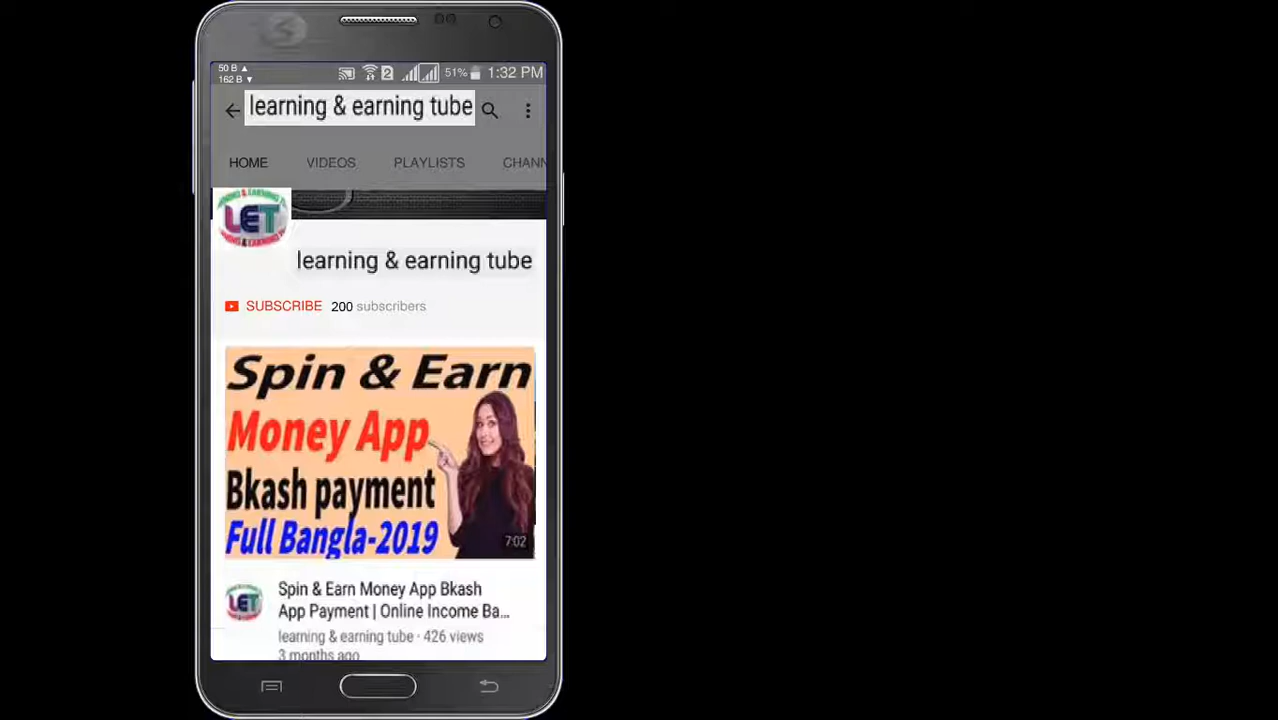 50 B ▲
162 B ▼
2
51%
1:32 PM
learning & earning tube
HOME VIDEOS PLAYLISTS CHANN
LET
learning & earning tube
SUBSCRIBE 200 subscribers
Spin & Earn
Money App
Bkash payment
Full Bangla-2019
7:02
LET
Spin & Earn Money App Bkash
App Payment | Online Income Ba...
learning & earning tube · 426 views
3 months ago